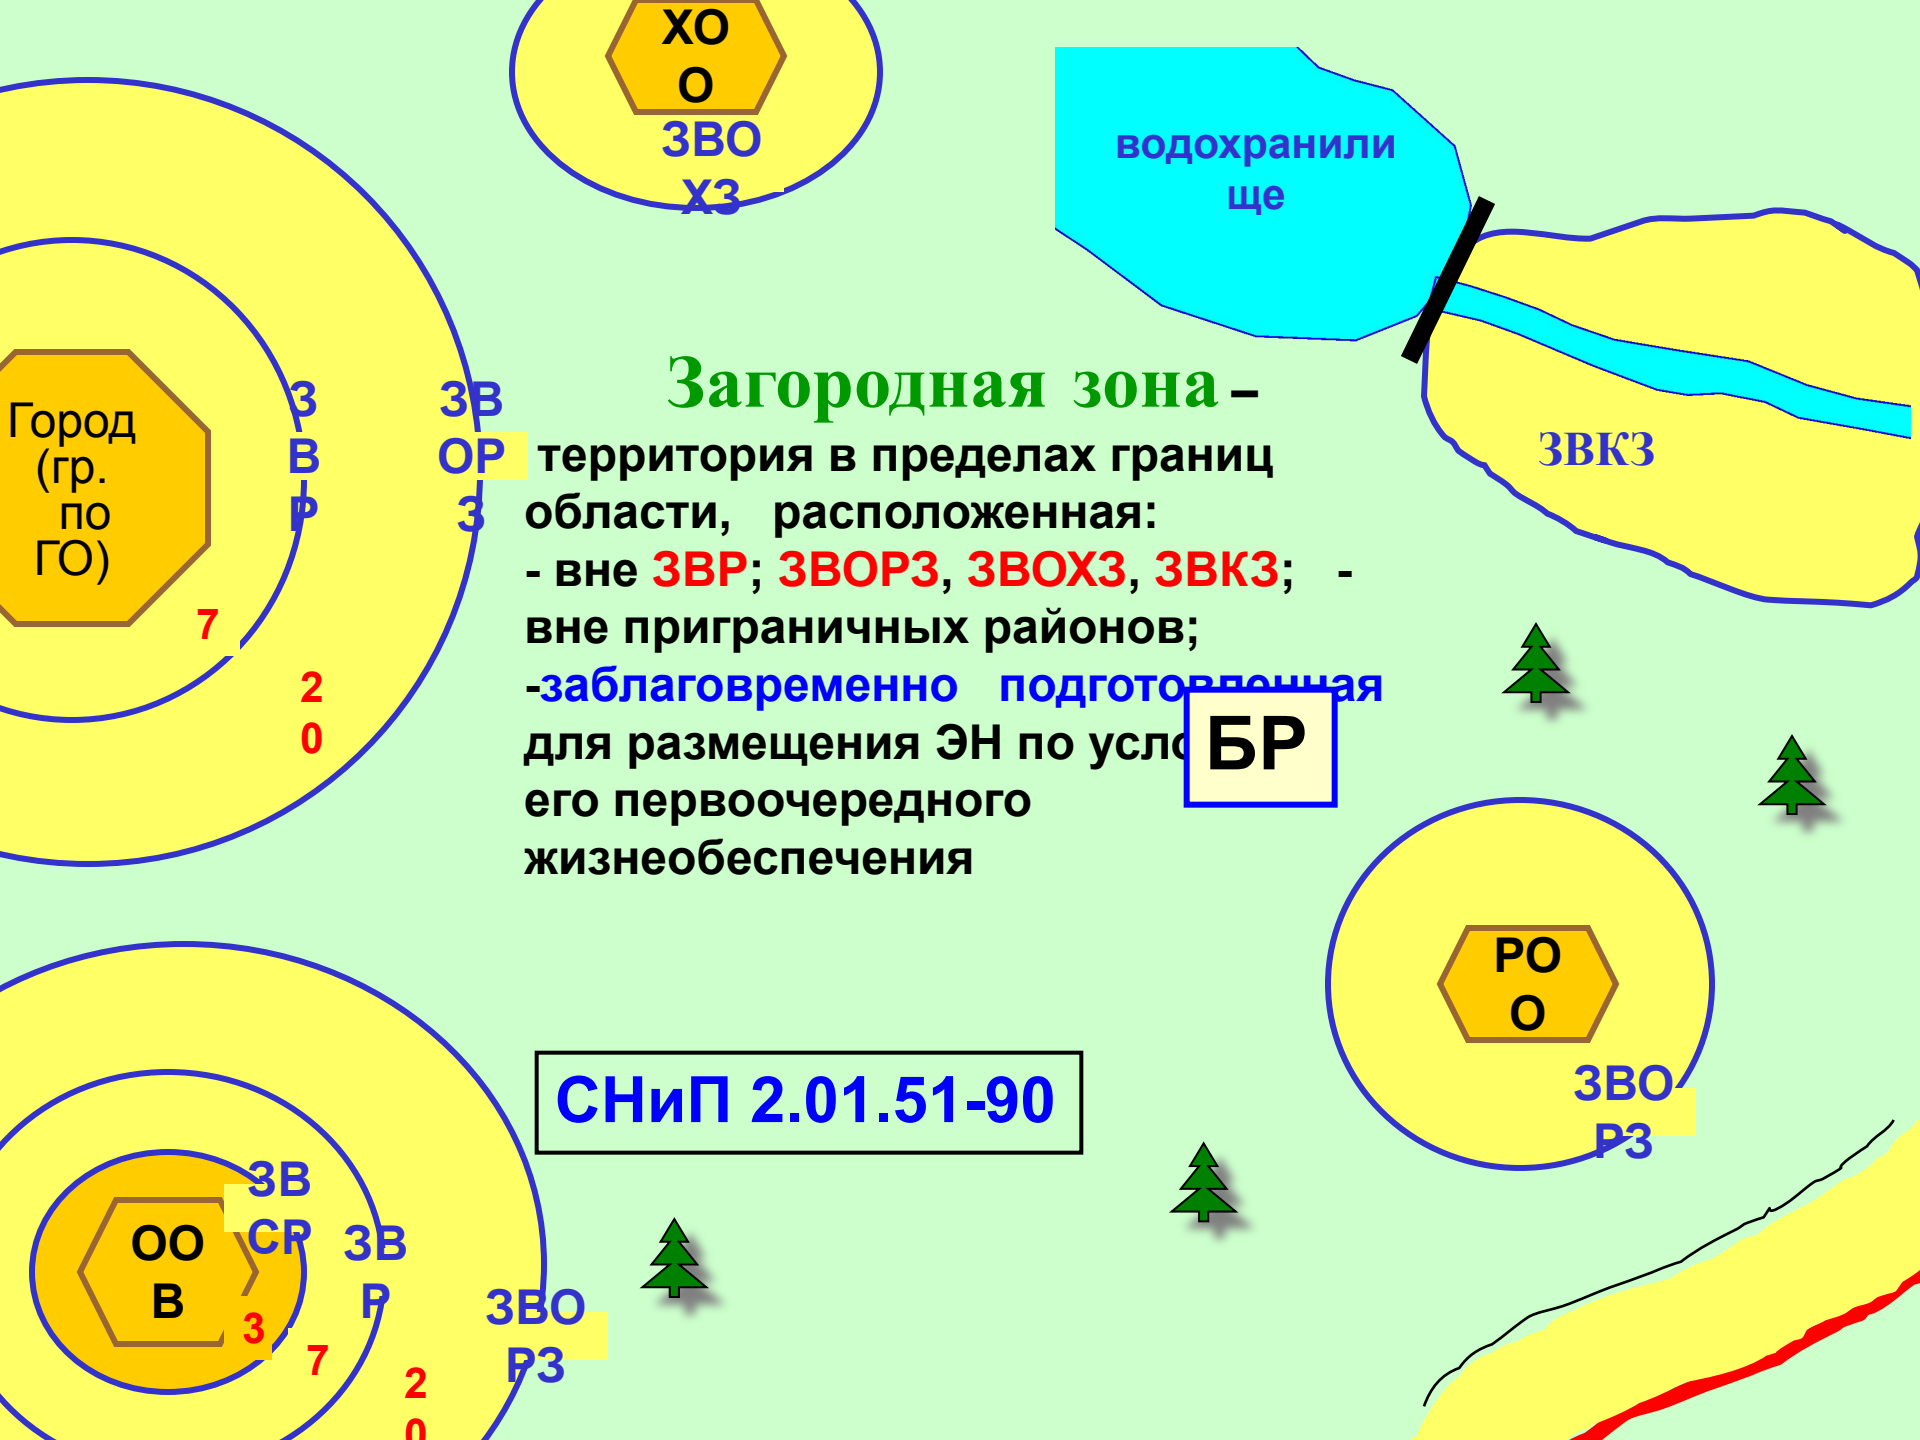 ХО
О
ЗВО
ХЗ
водохранили
ще
Город
(гр.
по
ГО)
З
В
Р
ЗВ
ОР
З
7
2
0
Загородная зона –
территория в пределах границ
области, расположенная:
- вне ЗВР; ЗВОРЗ, ЗВОХЗ, ЗВКЗ; -
вне приграничных районов;
-заблаговременно подготовленная
для размещения ЭН по усло
его первоочередного
жизнеобеспечения
БР
ЗВКЗ
РО
О
ЗВО
РЗ
СНиП 2.01.51-90
ОО
В
ЗВ
СР
ЗВ
Р
ЗВО
РЗ
3
7
2
0